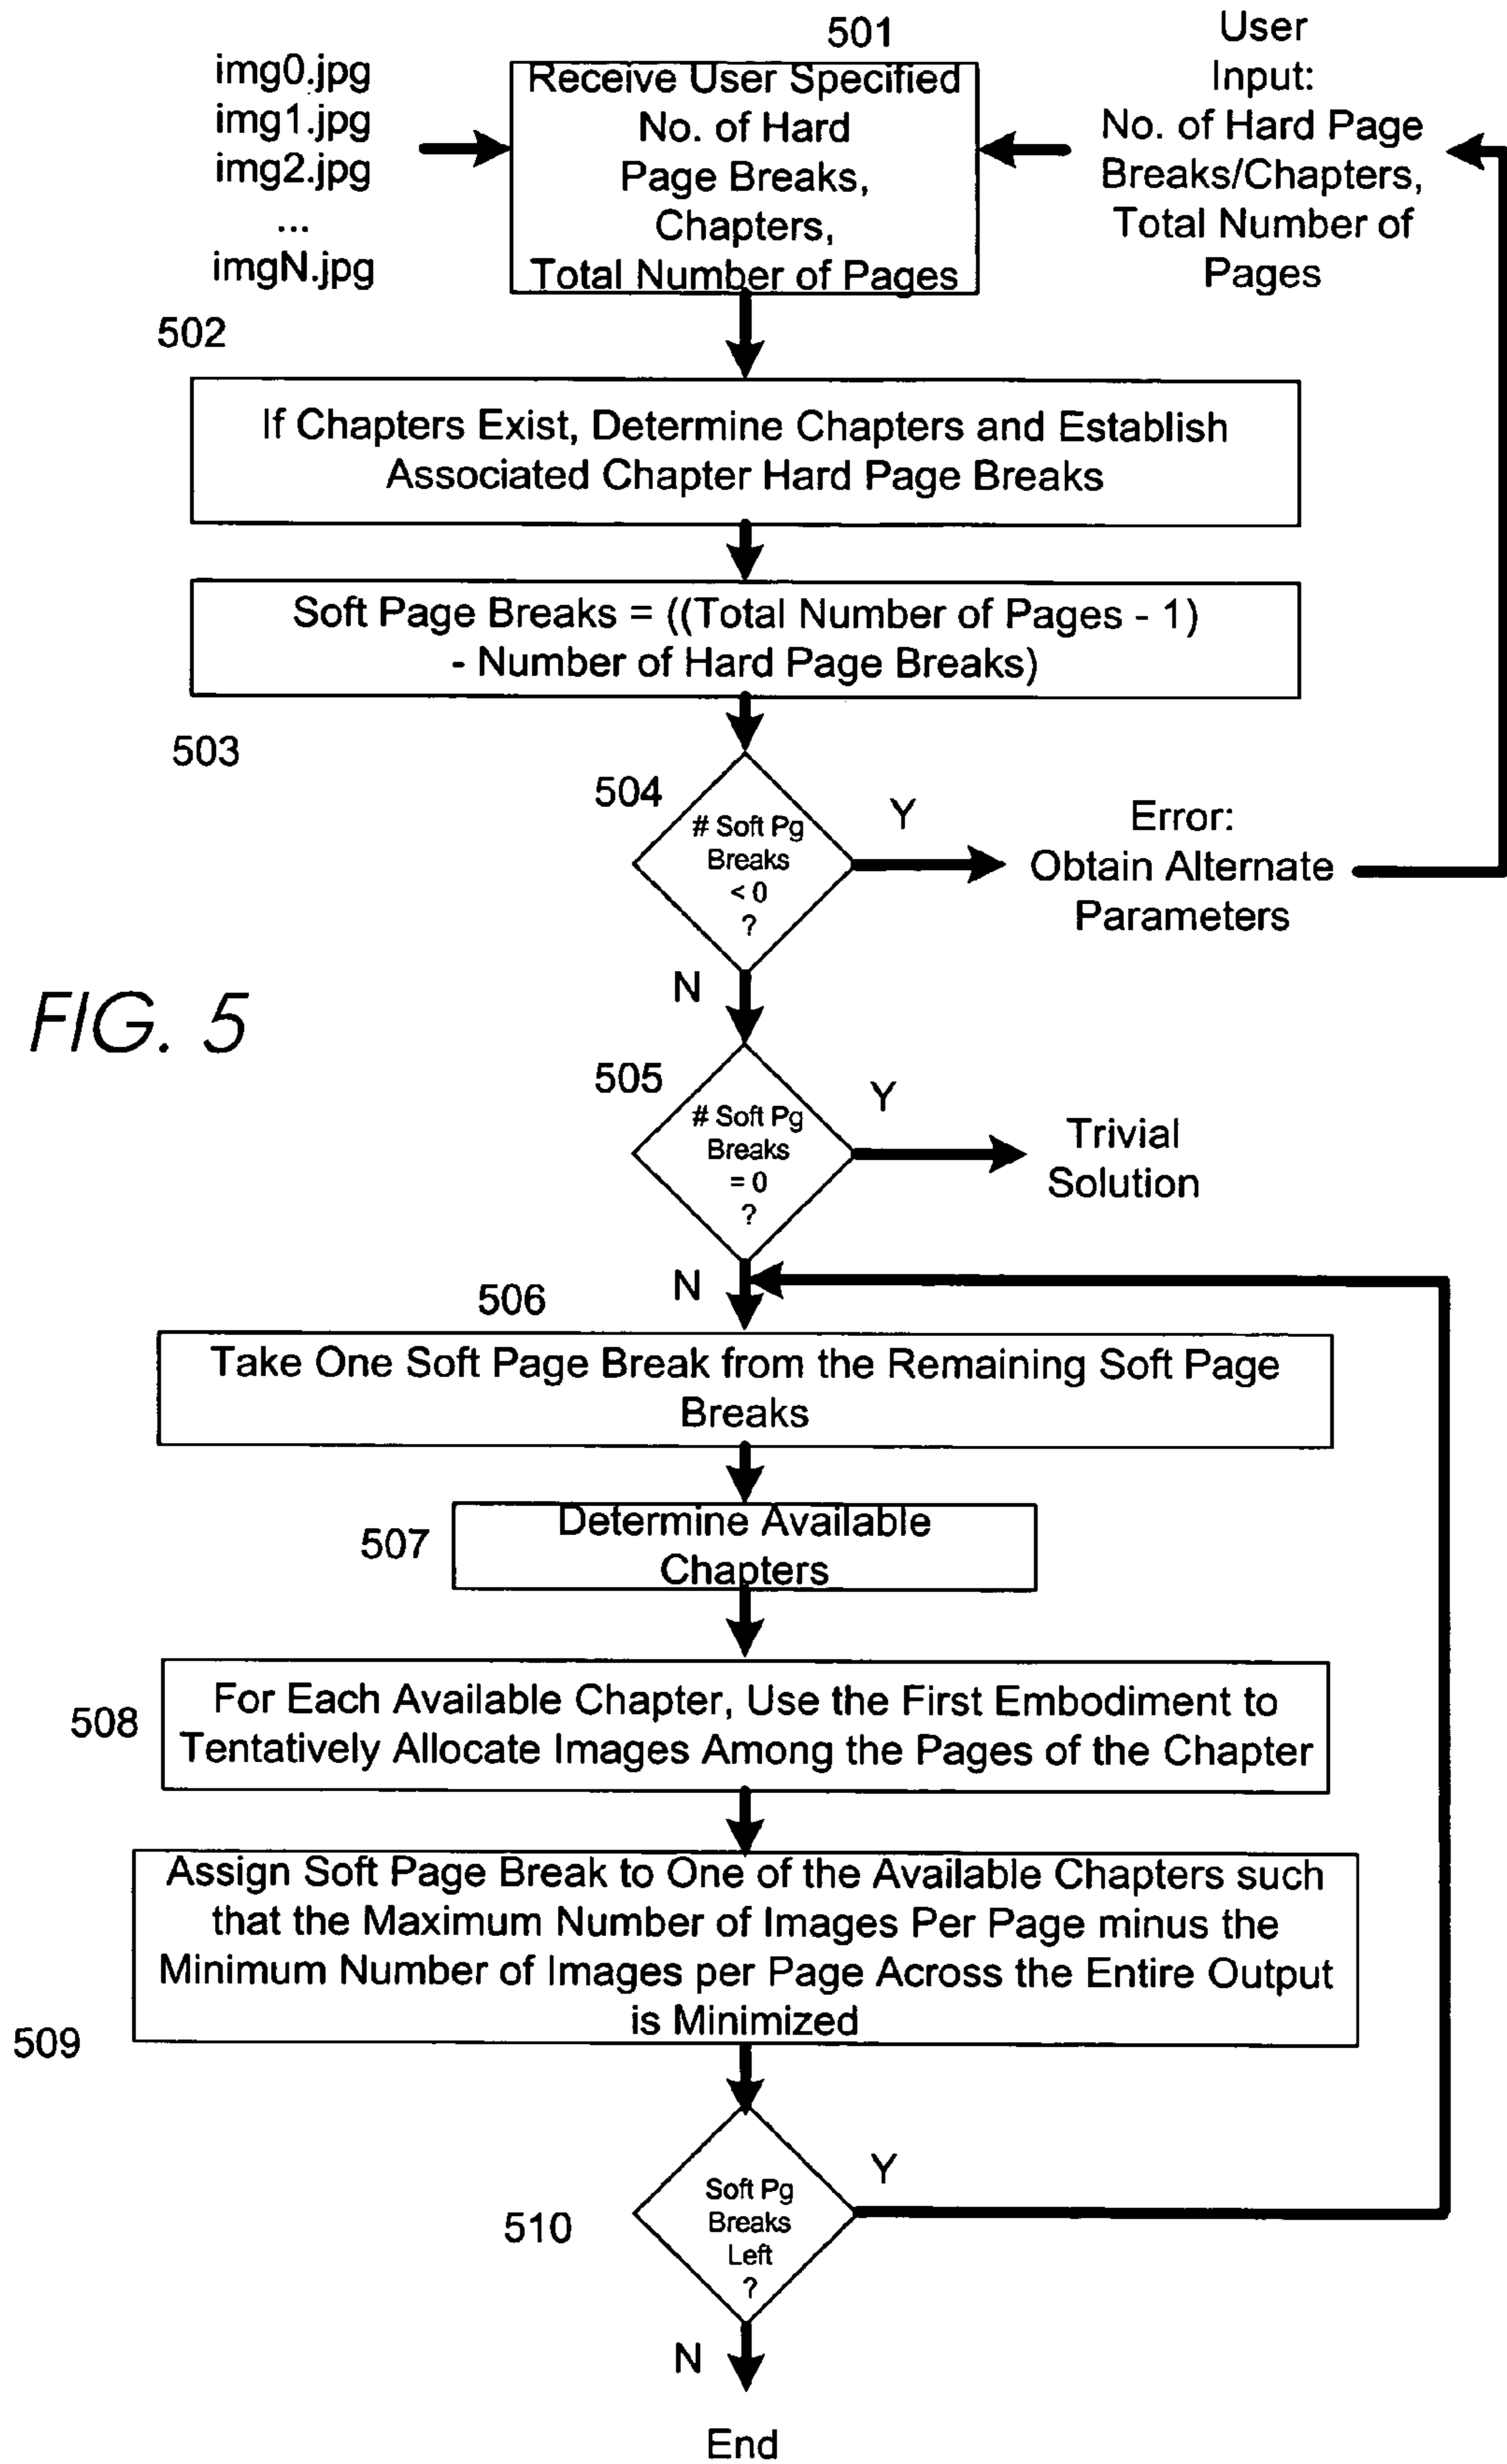 501
img0.jpg
img1.jpg
img2.jpg
...
imgN.jpg
Receive User Specified
No. of Hard
Page Breaks,
Chapters,
Total Number of Pages
User
Input:
No. of Hard Page
Breaks/Chapters,
Total Number of
Pages
502
If Chapters Exist, Determine Chapters and Establish
Associated Chapter Hard Page Breaks
Soft Page Breaks = ((Total Number of Pages - 1)
- Number of Hard Page Breaks)
503
504
# Soft Pg
Breaks
< 0
?
Y
Error:
Obtain Alternate
Parameters
N
FIG. 5
505
# Soft Pg
Breaks
= 0
?
Y
Trivial
Solution
N
506
Take One Soft Page Break from the Remaining Soft Page
Breaks
507
Determine Available
Chapters
508
For Each Available Chapter, Use the First Embodiment to
Tentatively Allocate Images Among the Pages of the Chapter
Assign Soft Page Break to One of the Available Chapters such
that the Maximum Number of Images Per Page minus the
Minimum Number of Images per Page Across the Entire Output
is Minimized
509
510
Soft Pg
Breaks
Left
?
Y
N
End